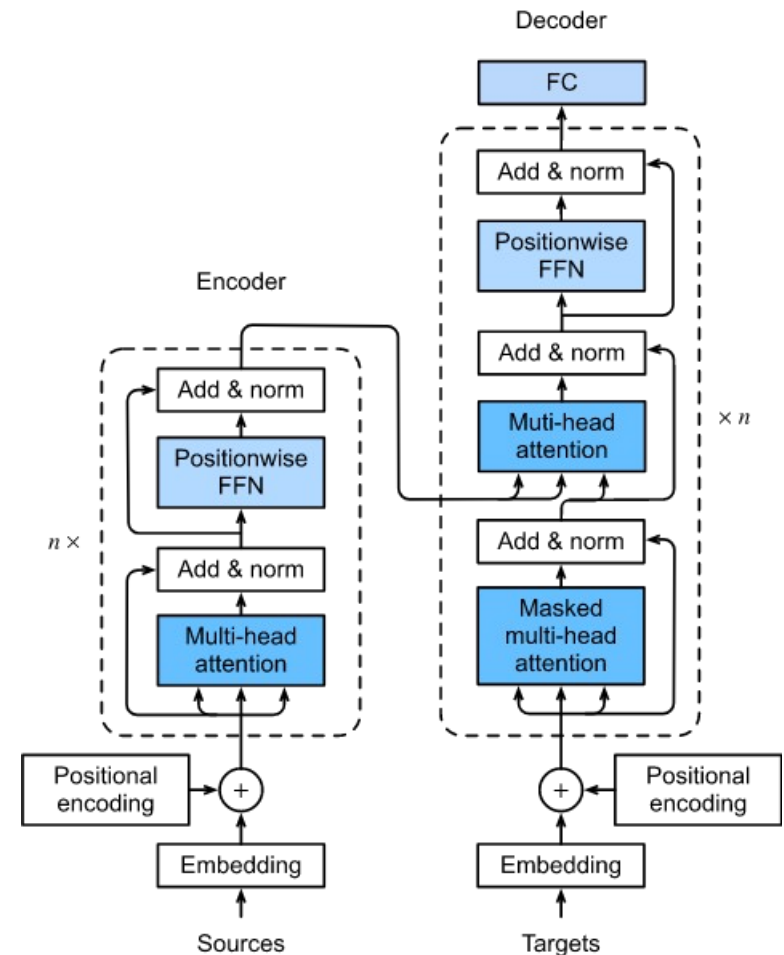 Decoder
FC
Add & norm
Positionwise
FFN
Add & norm
Muti-head
attention
× n
Add & norm
Masked
multi-head
attention
Positional
encoding
+
Embedding
Targets
Encoder
Add & norm
Positionwise
FFN
n ×
Add & norm
Multi-head
attention
Positional
encoding
+
Embedding
Sources